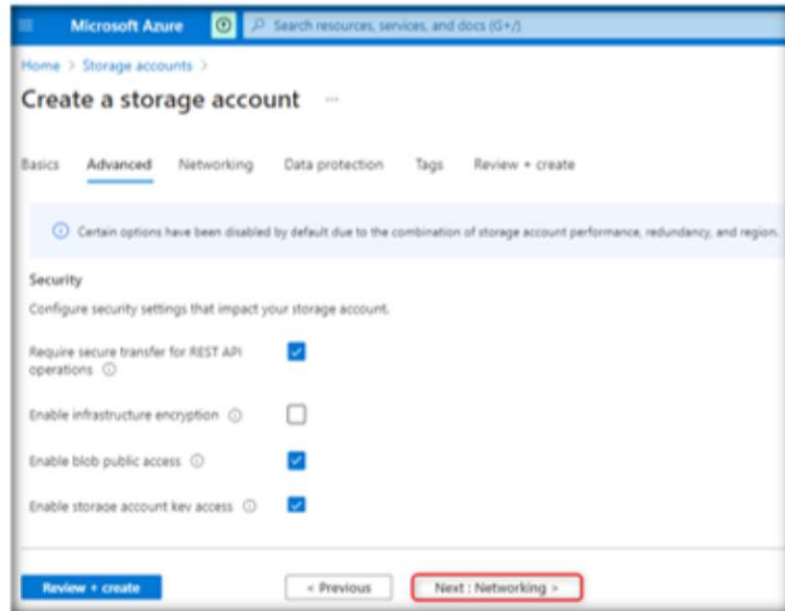 Microsoft Azure
Search resources, services, and docs (G+/)
Home > Storage accounts >
Create a storage account ...
Basics Advanced Networking Data protection Tags Review + create
Certain options have been disabled by default due to the combination of storage account performance, redundancy, and region.
Security
Configure security settings that impact your storage account.
Require secure transfer for REST API
operations
Enable infrastructure encryption
Enable blob public access
Enable storage account key access
Review + create < Previous Next : Networking >